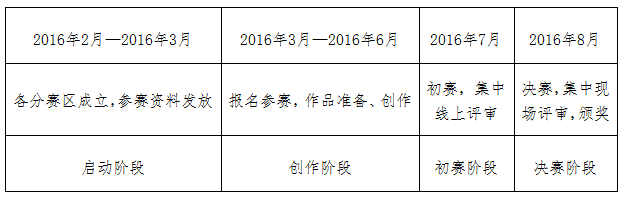 2016年2月—2016年3月 2016年3月—2016年6月 2016年7月 2016年8月
各分赛区成立,参赛资料发放 报名参赛，作品准备、创作 初赛，集中 决赛,集中现
线上评审 场评审,颁奖
启动阶段 创作阶段 初赛阶段 决赛阶段